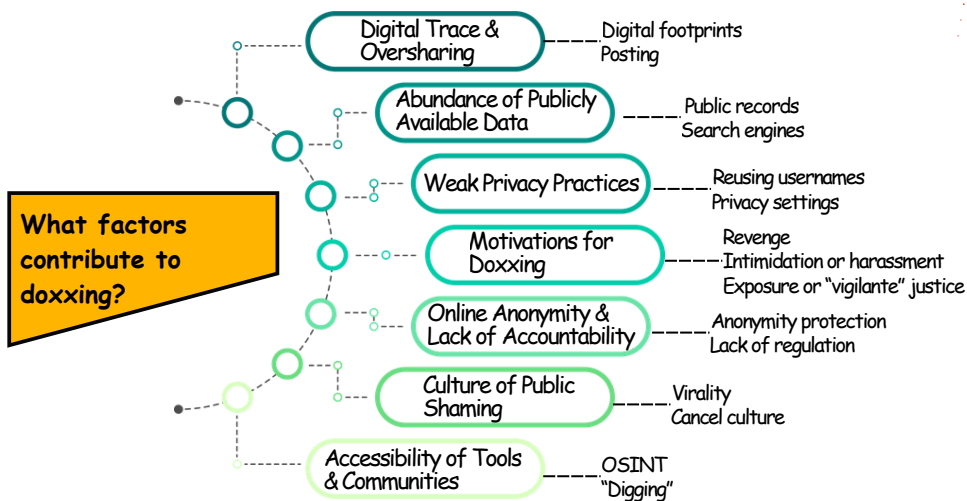 Digital Trace &
Oversharing
Digital footprints
Posting
Abundance of Publicly
Available Data
Public records
Search engines
Weak Privacy Practices
Reusing usernames
Privacy settings
What factors
contribute to
doxxing?
Motivations for
Doxxing
Revenge
Intimidation or harassment
Exposure or “vigilante” justice
Online Anonymity &
Lack of Accountability
Anonymity protection
Lack of regulation
Culture of Public
Shaming
Virality
Cancel culture
Accessibility of Tools
& Communities
OSINT
“Digging”